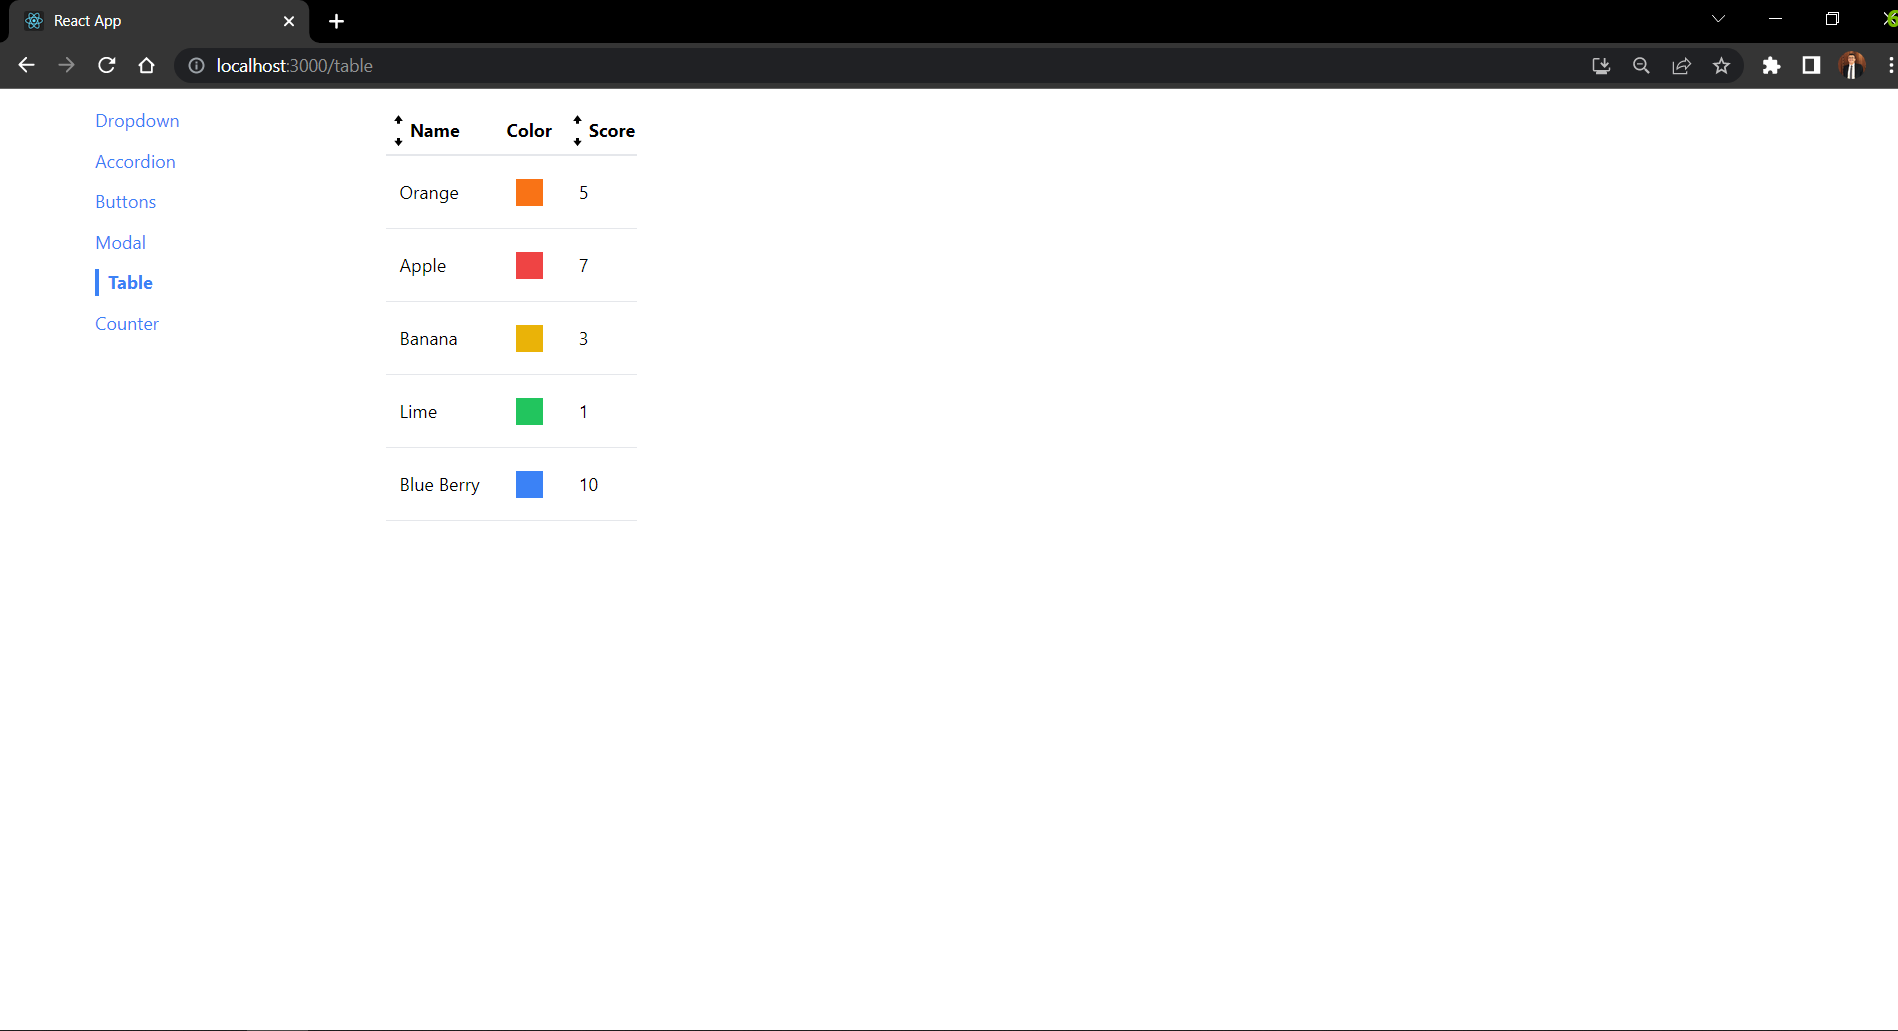 React App
localhost:3000/table
Dropdown
Accordion
Buttons
Modal
Table
Counter
Name Color Score
Orange 5
Apple 7
Banana 3
Lime 1
Blue Berry 10